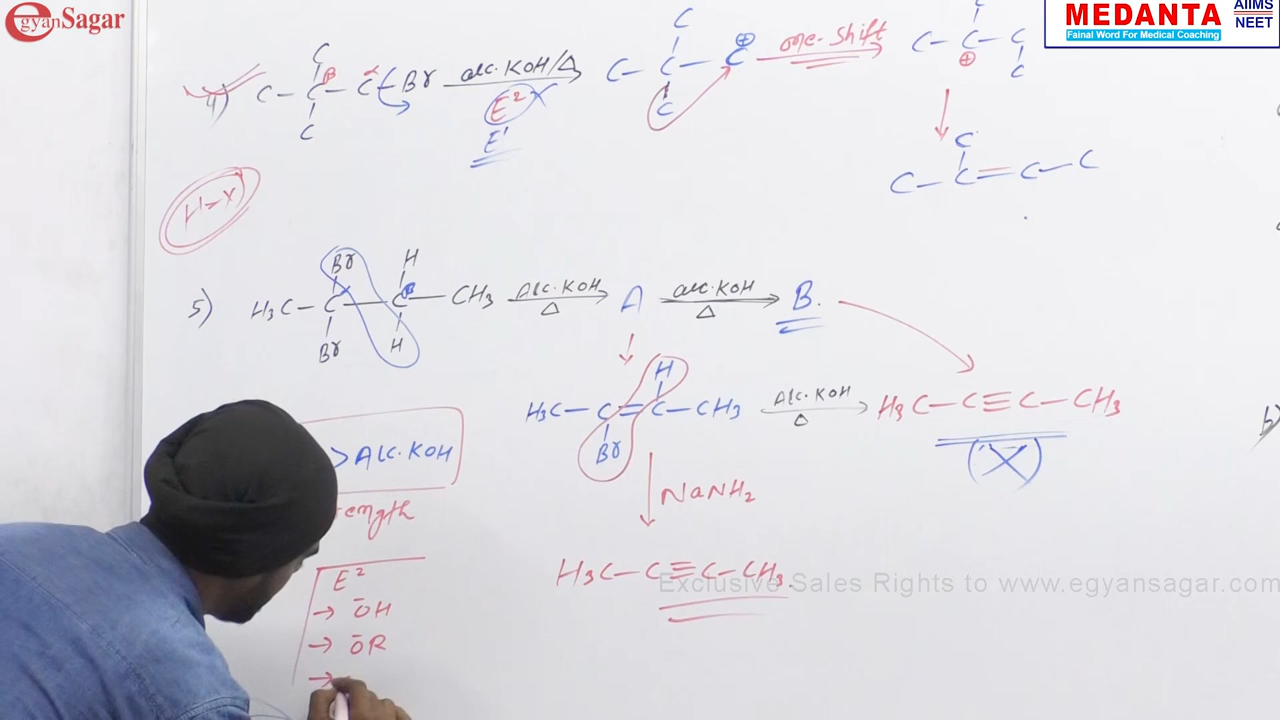 egyanSagar
MEDANTA
Fainal Word For Medical Coaching
AIIMS
NEET
4)
C
C — C — C — Br
β α
C
alc. KOH/Δ
E² X
E¹
C
C — C — C⊕
C
one-shift
C — C — C
⊕
C
C
C — C = C — C
5)
Br H
H₃C — C — C — CH₃
Br H
Alc. KOH
Δ
A
alc. KOH
Δ
B.
H
H₃C — C = C — CH₃
Br
Alc. KOH
Δ
H₃C — C ≡ C — CH₃
(X)
> Alc. KOH
NaNH₂
H₃C — C ≡ C — CH₃.
E²
→ ŌH
→ ŌR
→
Exclusive Sales Rights to www.egyansagar.com